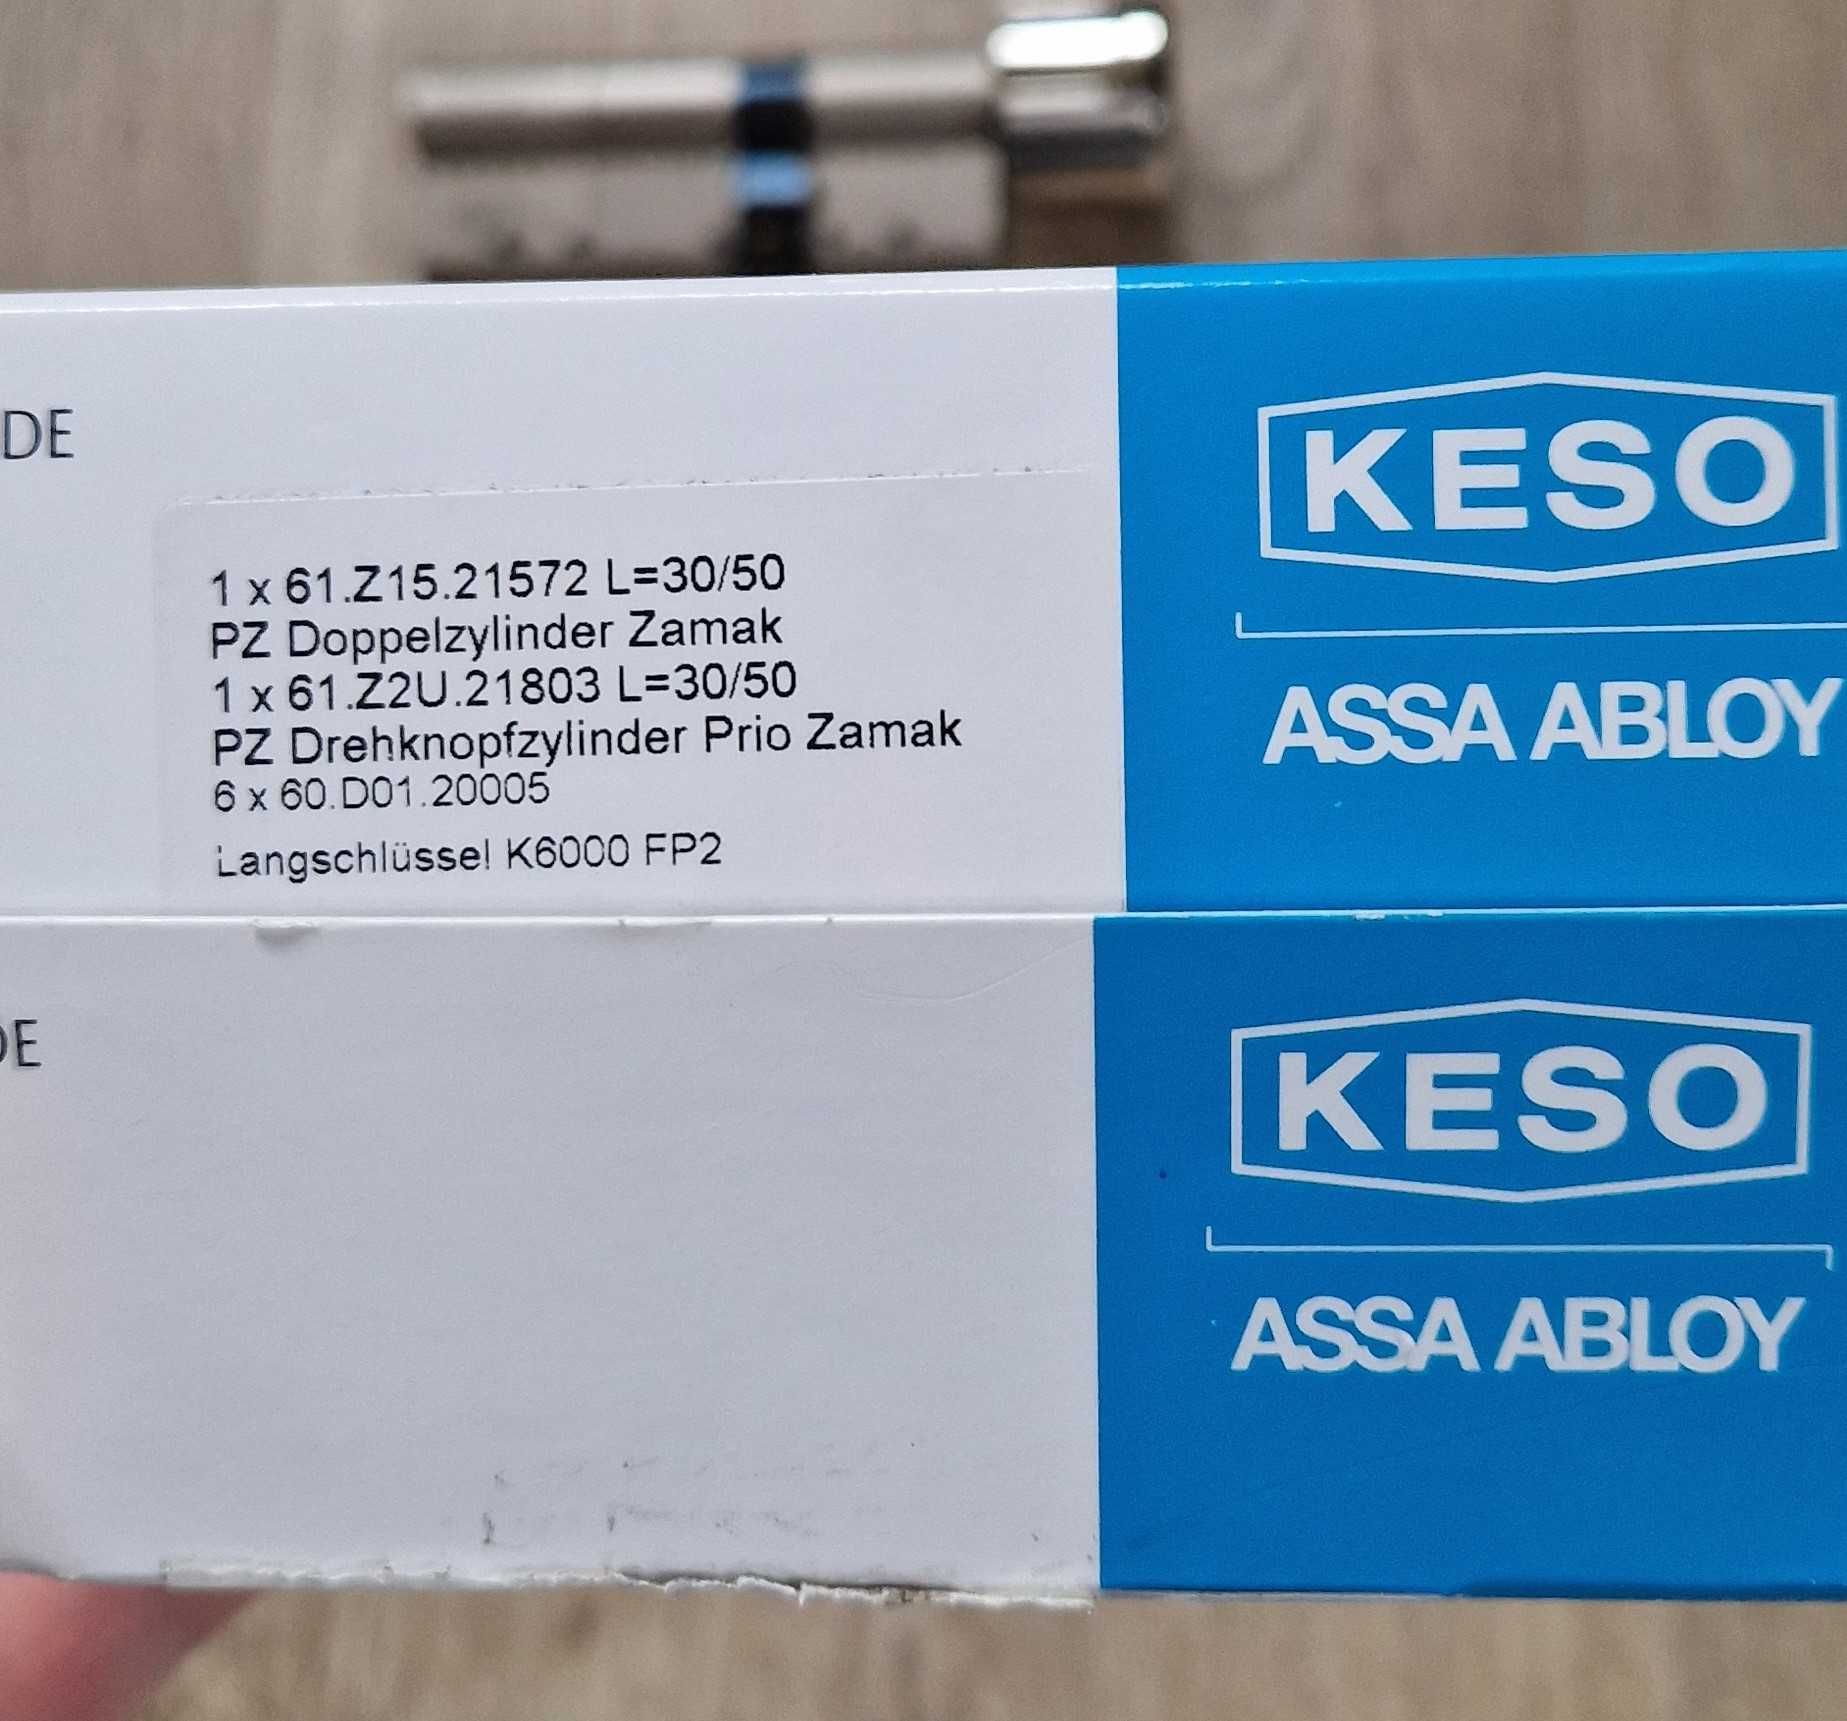 DE
KESO
ASSA ABLOY
1 x 61.Z15.21572 L=30/50
PZ Doppelzylinder Zamak
1 x 61.Z2U.21803 L=30/50
PZ Drehknopfzylinder Prio Zamak
6 x 60.D01.20005
Langschlüssel K6000 FP2
DE
KESO
ASSA ABLOY